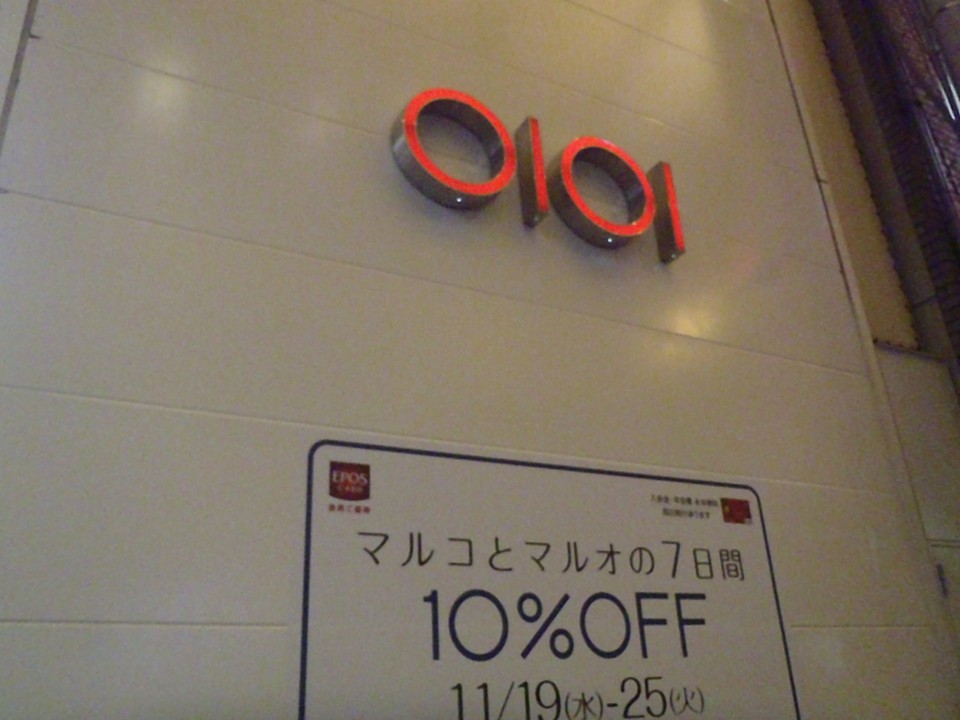 OIOI
EPOS
CARD
マルコとマルオの7日間
10%OFF
11/19(水)-25(火)